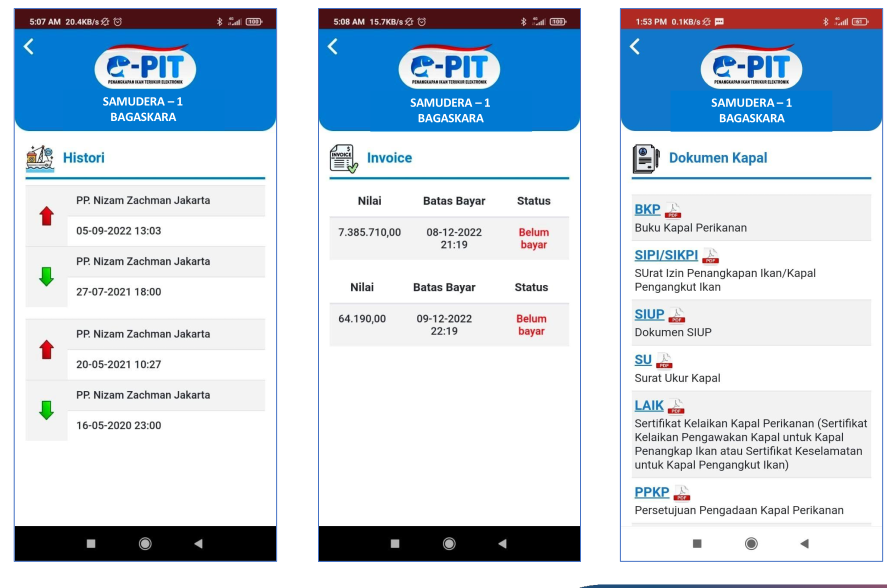 5:07 AM 20.4KB/s
100
e-PIT
PENANGKAPAN IKAN TERUKUR ELEKTRONIK
SAMUDERA – 1
BAGASKARA
Histori
PP. Nizam Zachman Jakarta
05-09-2022 13:03
PP. Nizam Zachman Jakarta
27-07-2021 18:00
PP. Nizam Zachman Jakarta
20-05-2021 10:27
PP. Nizam Zachman Jakarta
16-05-2020 23:00
5:08 AM 15.7KB/s
100
e-PIT
PENANGKAPAN IKAN TERUKUR ELEKTRONIK
SAMUDERA – 1
BAGASKARA
INVOICE
Invoice
Nilai Batas Bayar Status
7.385.710,00 08-12-2022 Belum
21:19 bayar
Nilai Batas Bayar Status
64.190,00 09-12-2022 Belum
22:19 bayar
1:53 PM 0.1KB/s
e-PIT
PENANGKAPAN IKAN TERUKUR ELEKTRONIK
SAMUDERA – 1
BAGASKARA
Dokumen Kapal
BKP PDF
Buku Kapal Perikanan
SIPI/SIKPI PDF
SUrat Izin Penangkapan Ikan/Kapal
Pengangkut Ikan
SIUP PDF
Dokumen SIUP
SU PDF
Surat Ukur Kapal
LAIK PDF
Sertifikat Kelaikan Kapal Perikanan (Sertifikat
Kelaikan Pengawakan Kapal untuk Kapal
Penangkap Ikan atau Sertifikat Keselamatan
untuk Kapal Pengangkut Ikan)
PPKP PDF
Persetujuan Pengadaan Kapal Perikanan